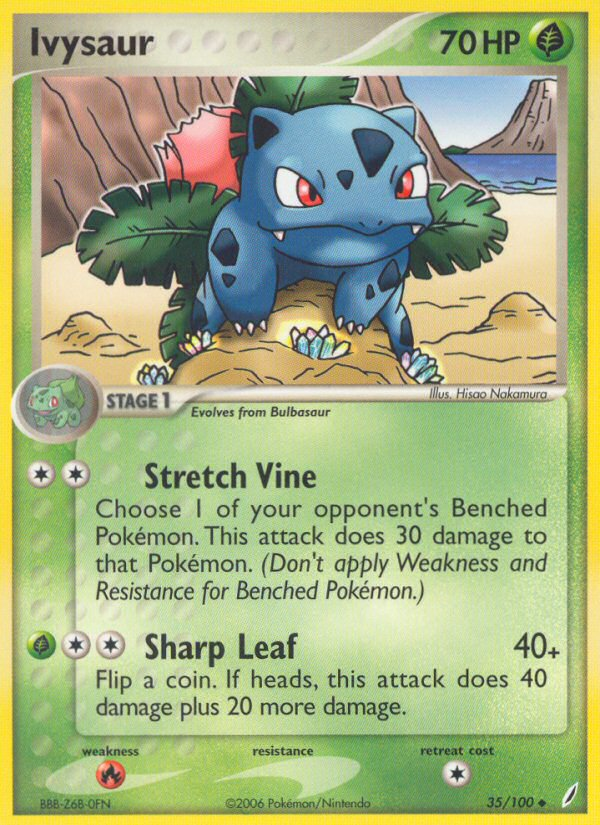 Ivysaur
70 HP
Illus. Hisao Nakamura
STAGE 1
Evolves from Bulbasaur
Stretch Vine
Choose 1 of your opponent's Benched
Pokémon. This attack does 30 damage to
that Pokémon. (Don't apply Weakness and
Resistance for Benched Pokémon.)
Sharp Leaf 40+
Flip a coin. If heads, this attack does 40
damage plus 20 more damage.
weakness resistance retreat cost
BBB-Z6B-0FN ©2006 Pokémon/Nintendo 35/100